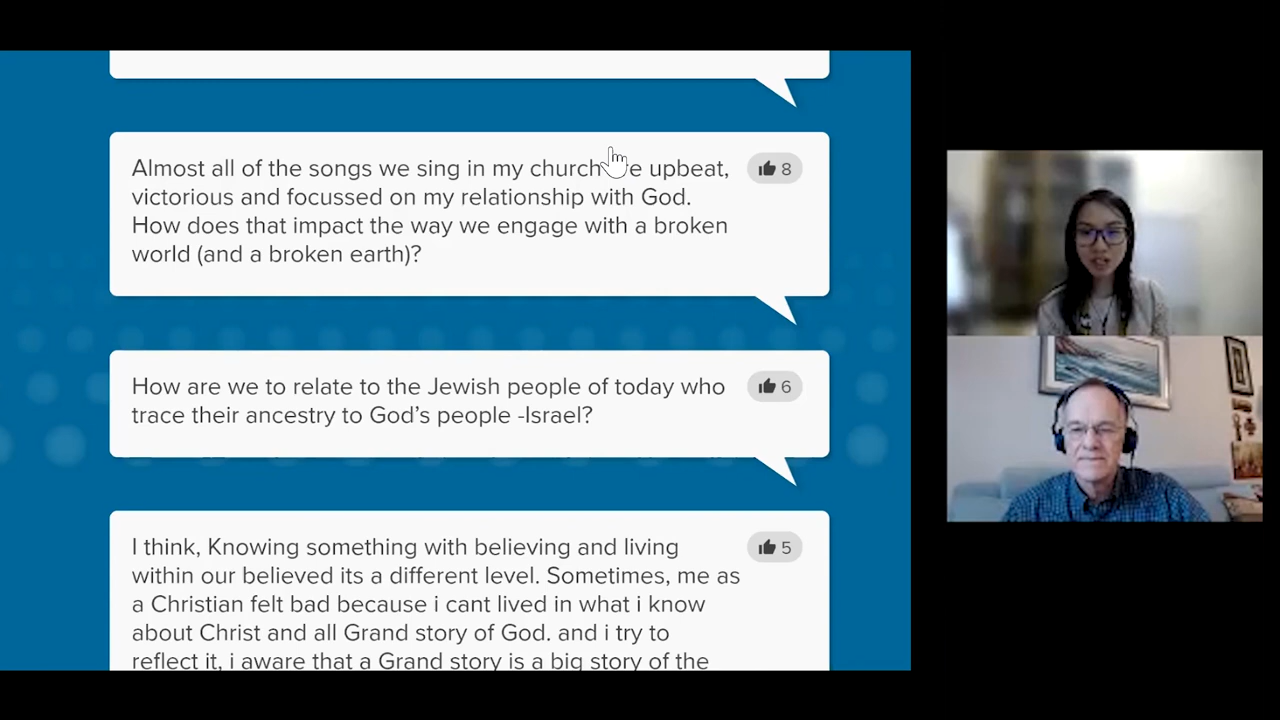 Almost all of the songs we sing in my church e upbeat,
8
victorious and focussed on my relationship with God.
How does that impact the way we engage with a broken
world (and a broken earth)?
How are we to relate to the Jewish people of today who
6
trace their ancestry to God's people -Israel?
I think, Knowing something with believing and living
5
within our believed its a different level. Sometimes, me as
a Christian felt bad because i cant lived in what i know
about Christ and all Grand story of God. and i try to
reflect it, i aware that a Grand story is a big story of the